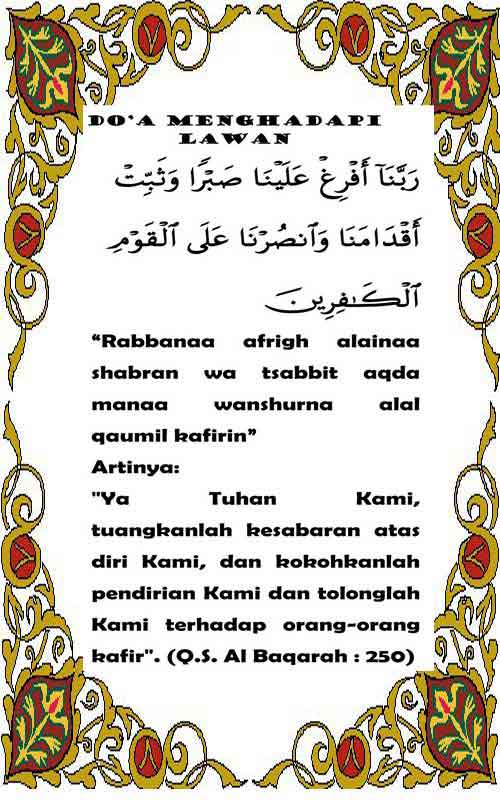 DO'A MENGHADAPI
LAWAN
رَبَّنَآ أَفْرِغْ عَلَيْنَا صَبْرًا وَثَبِّتْ
أَقْدَامَنَا وَٱنصُرْنَا عَلَى ٱلْقَوْمِ
ٱلْكَـٰفِرِينَ
“Rabbanaa afrigh alainaa
shabran wa tsabbit aqda
manaa wanshurna alal
qaumil kafirin”
Artinya:
"Ya Tuhan Kami,
tuangkanlah kesabaran atas
diri Kami, dan kokohkanlah
pendirian Kami dan tolonglah
Kami terhadap orang-orang
kafir". (Q.S. Al Baqarah : 250)